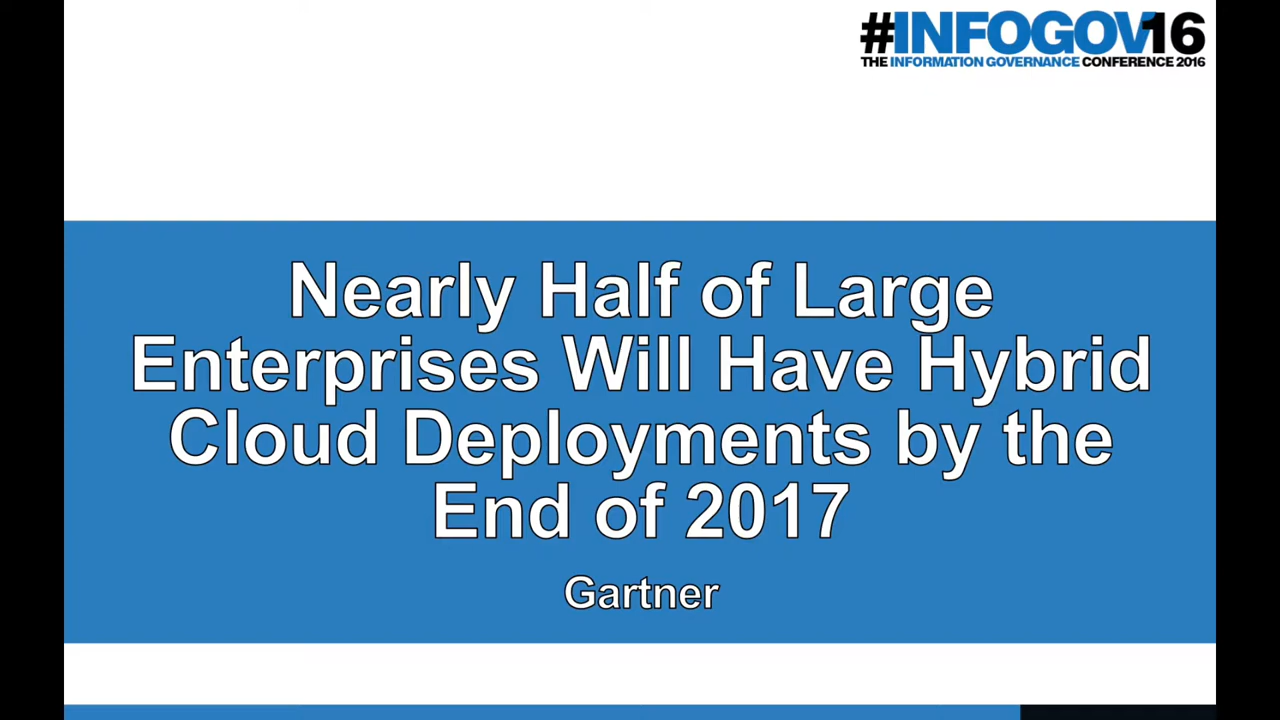 #INFOGOV16
THE INFORMATION GOVERNANCE CONFERENCE 2016
Nearly Half of Large
Enterprises Will Have Hybrid
Cloud Deployments by the
End of 2017
Gartner